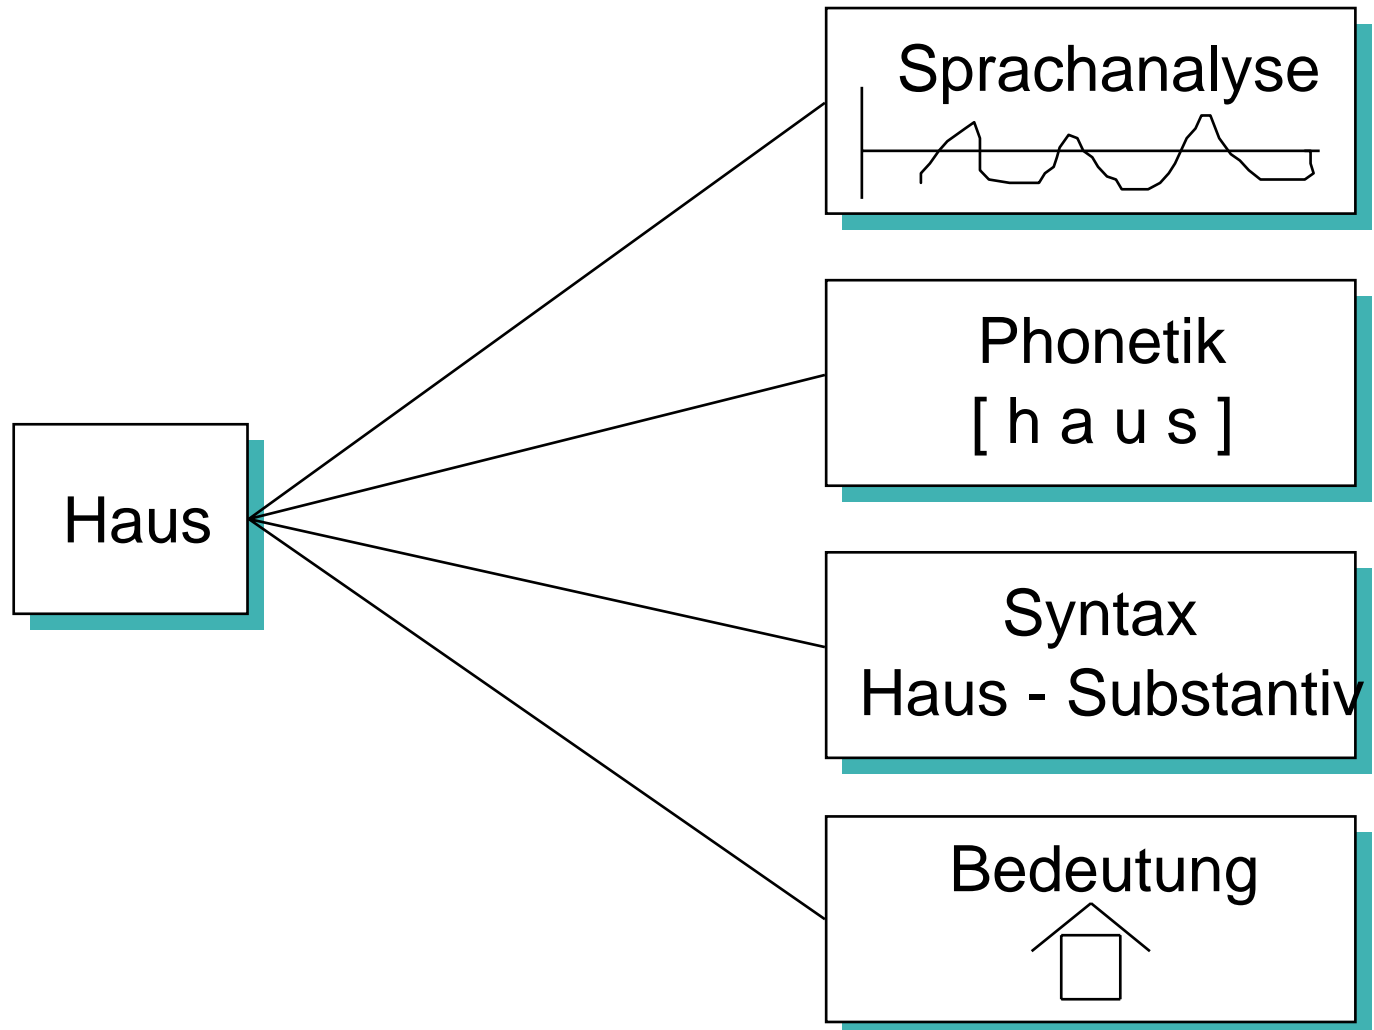 Sprachanalyse
Phonetik
[ h a u s ]
Haus
Syntax
Haus - Substantiv
Bedeutung